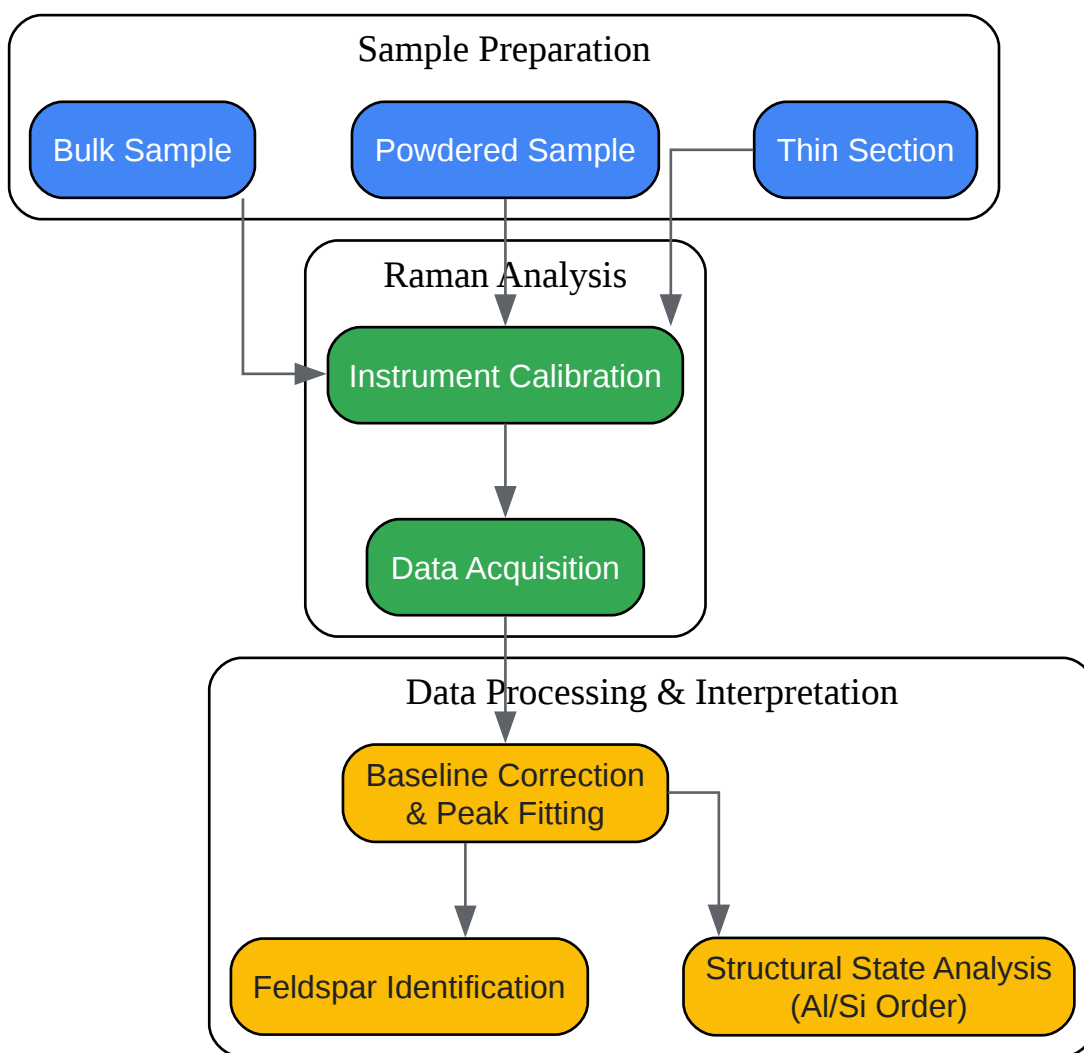 Sample Preparation
Bulk Sample
Powdered Sample
Thin Section
Raman Analysis
Instrument Calibration
Data Acquisition
Data Processing & Interpretation
Baseline Correction
& Peak Fitting
Feldspar Identification
Structural State Analysis
(Al/Si Order)